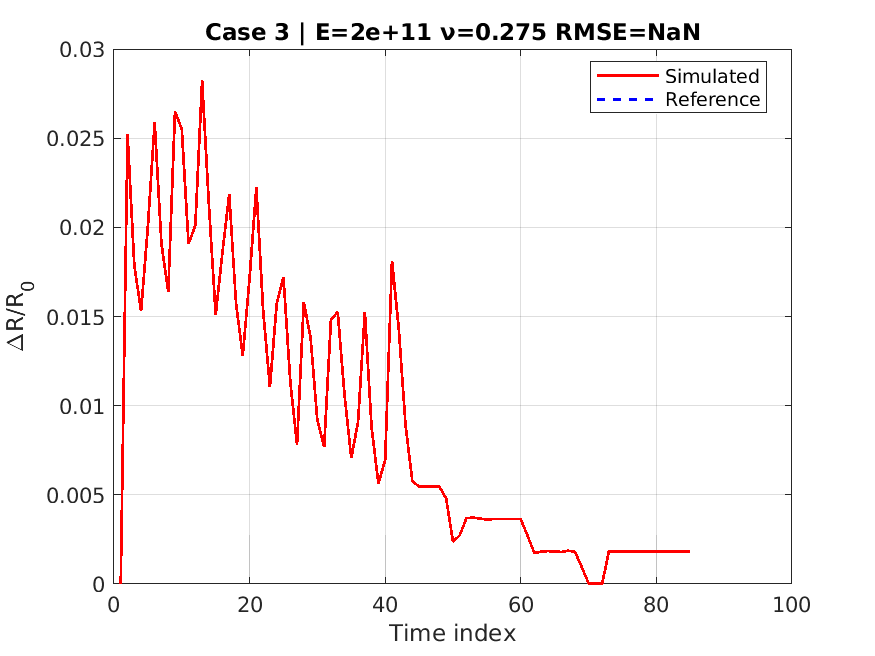 Case 3 | E=2e+11 ν=0.275 RMSE=NaN
Simulated
Reference
ΔR/R₀
0.03
0.025
0.02
0.015
0.01
0.005
0
0 20 40 60 80 100
Time index